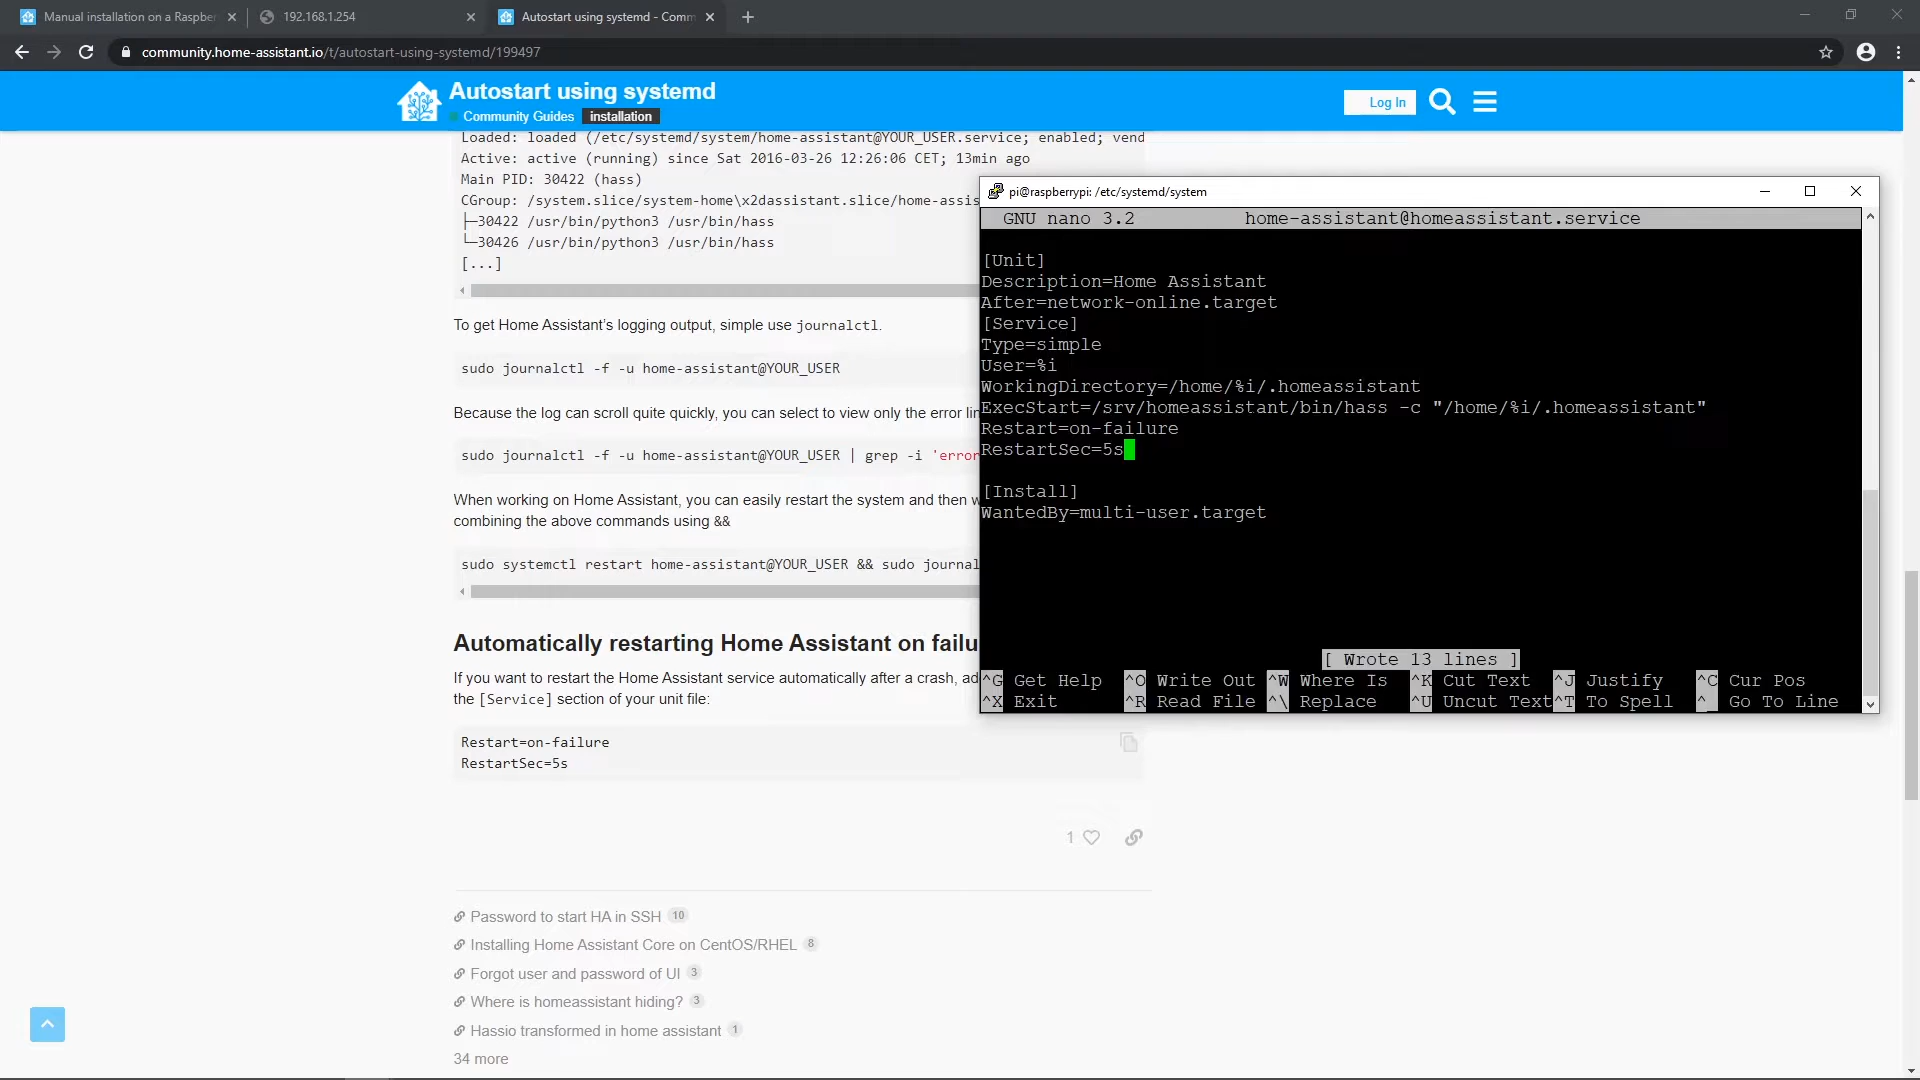 Manual installation on a Raspber
192.168.1.254
Autostart using systemd - Comm
community.home-assistant.io/t/autostart-using-systemd/199497
Autostart using systemd
Community Guides installation
Log In
Loaded: loaded (/etc/systemd/system/home-assistant@YOUR_USER.service; enabled; vend
Active: active (running) since Sat 2016-03-26 12:26:06 CET; 13min ago
Main PID: 30422 (hass)
CGroup: /system.slice/system-home\x2dassistant.slice/home-assis
├─30422 /usr/bin/python3 /usr/bin/hass
└─30426 /usr/bin/python3 /usr/bin/hass
[...]
To get Home Assistant’s logging output, simple use journalctl.
sudo journalctl -f -u home-assistant@YOUR_USER
Because the log can scroll quite quickly, you can select to view only the error lin
sudo journalctl -f -u home-assistant@YOUR_USER | grep -i 'error
When working on Home Assistant, you can easily restart the system and then w
combining the above commands using &&
sudo systemctl restart home-assistant@YOUR_USER && sudo journal
Automatically restarting Home Assistant on failu
If you want to restart the Home Assistant service automatically after a crash, ad
the [Service] section of your unit file:
Restart=on-failure
RestartSec=5s
1
Password to start HA in SSH 10
Installing Home Assistant Core on CentOS/RHEL 8
Forgot user and password of UI 3
Where is homeassistant hiding? 3
Hassio transformed in home assistant 1
34 more
pi@raspberrypi: /etc/systemd/system
GNU nano 3.2 home-assistant@homeassistant.service
[Unit]
Description=Home Assistant
After=network-online.target
[Service]
Type=simple
User=%i
WorkingDirectory=/home/%i/.homeassistant
ExecStart=/srv/homeassistant/bin/hass -c "/home/%i/.homeassistant"
Restart=on-failure
RestartSec=5s
[Install]
WantedBy=multi-user.target
[ Wrote 13 lines ]
^G Get Help ^O Write Out ^W Where Is ^K Cut Text ^J Justify ^C Cur Pos
^X Exit ^R Read File ^\ Replace ^U Uncut Text ^T To Spell ^_ Go To Line